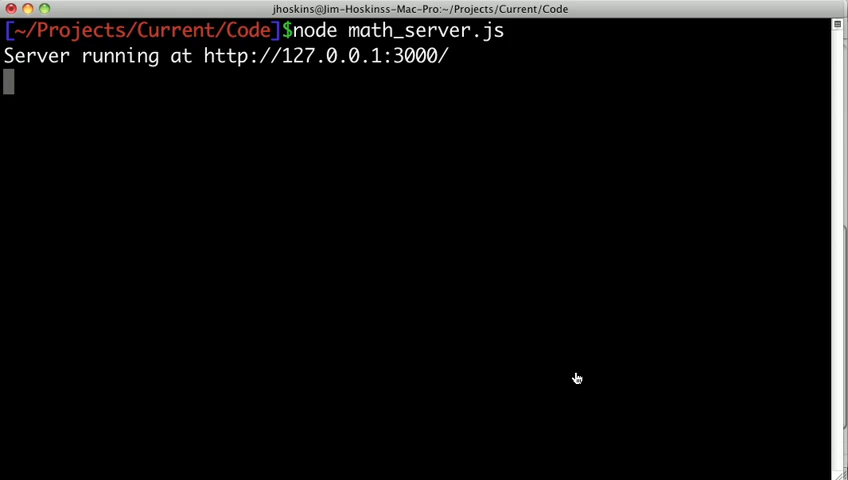 jhoskins@Jim-Hoskinss-Mac-Pro:~/Projects/Current/Code
[~/Projects/Current/Code]$node math_server.js
Server running at http://127.0.0.1:3000/